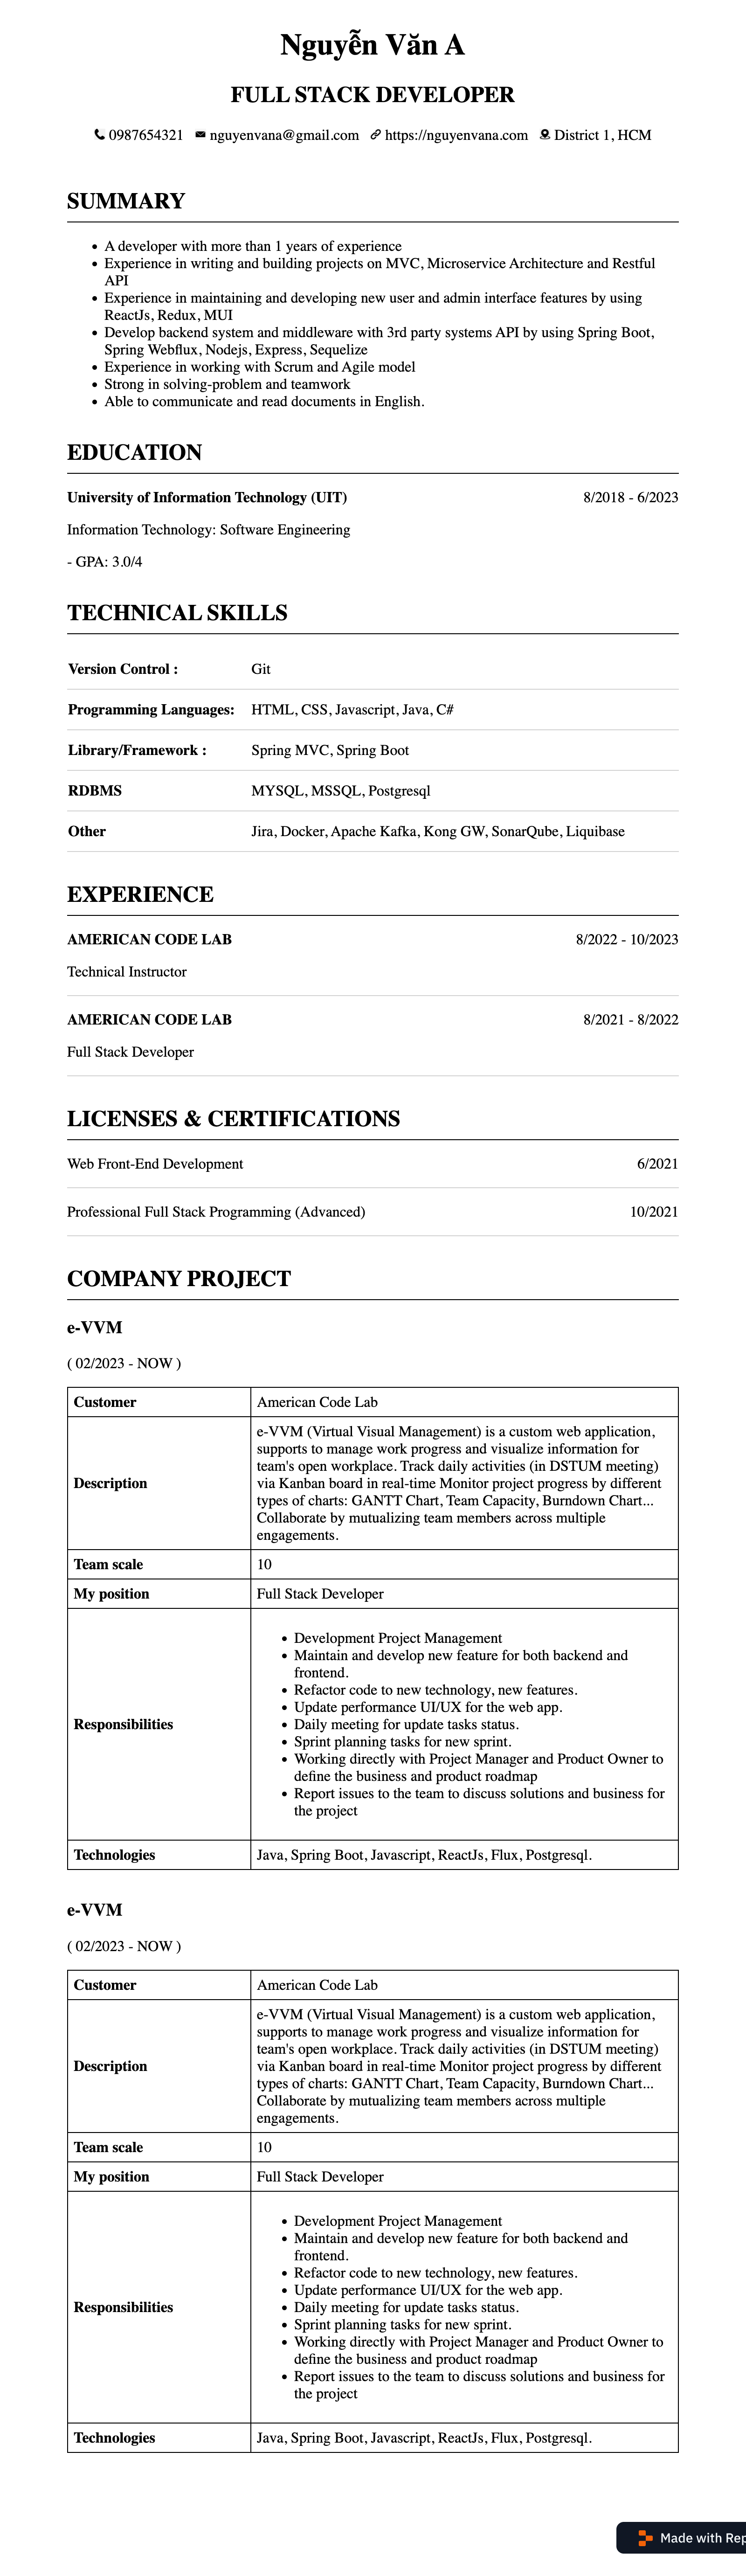 Nguyễn Văn A
FULL STACK DEVELOPER
0987654321 nguyenvana@gmail.com https://nguyenvana.com District 1, HCM
SUMMARY
• A developer with more than 1 years of experience
• Experience in writing and building projects on MVC, Microservice Architecture and Restful
API
• Experience in maintaining and developing new user and admin interface features by using
ReactJs, Redux, MUI
• Develop backend system and middleware with 3rd party systems API by using Spring Boot,
Spring Webflux, Nodejs, Express, Sequelize
• Experience in working with Scrum and Agile model
• Strong in solving-problem and teamwork
• Able to communicate and read documents in English.
EDUCATION
University of Information Technology (UIT) 8/2018 - 6/2023
Information Technology: Software Engineering
- GPA: 3.0/4
TECHNICAL SKILLS
Version Control : Git
Programming Languages: HTML, CSS, Javascript, Java, C#
Library/Framework : Spring MVC, Spring Boot
RDBMS MYSQL, MSSQL, Postgresql
Other Jira, Docker, Apache Kafka, Kong GW, SonarQube, Liquibase
EXPERIENCE
AMERICAN CODE LAB 8/2022 - 10/2023
Technical Instructor
AMERICAN CODE LAB 8/2021 - 8/2022
Full Stack Developer
LICENSES & CERTIFICATIONS
Web Front-End Development 6/2021
Professional Full Stack Programming (Advanced) 10/2021
COMPANY PROJECT
e-VVM
( 02/2023 - NOW )
Customer American Code Lab
Description
e-VVM (Virtual Visual Management) is a custom web application,
supports to manage work progress and visualize information for
team's open workplace. Track daily activities (in DSTUM meeting)
via Kanban board in real-time Monitor project progress by different
types of charts: GANTT Chart, Team Capacity, Burndown Chart...
Collaborate by mutualizing team members across multiple
engagements.
Team scale 10
My position Full Stack Developer
Responsibilities
• Development Project Management
• Maintain and develop new feature for both backend and
frontend.
• Refactor code to new technology, new features.
• Update performance UI/UX for the web app.
• Daily meeting for update tasks status.
• Sprint planning tasks for new sprint.
• Working directly with Project Manager and Product Owner to
define the business and product roadmap
• Report issues to the team to discuss solutions and business for
the project
Technologies Java, Spring Boot, Javascript, ReactJs, Flux, Postgresql.
e-VVM
( 02/2023 - NOW )
Customer American Code Lab
Description
e-VVM (Virtual Visual Management) is a custom web application,
supports to manage work progress and visualize information for
team's open workplace. Track daily activities (in DSTUM meeting)
via Kanban board in real-time Monitor project progress by different
types of charts: GANTT Chart, Team Capacity, Burndown Chart...
Collaborate by mutualizing team members across multiple
engagements.
Team scale 10
My position Full Stack Developer
Responsibilities
• Development Project Management
• Maintain and develop new feature for both backend and
frontend.
• Refactor code to new technology, new features.
• Update performance UI/UX for the web app.
• Daily meeting for update tasks status.
• Sprint planning tasks for new sprint.
• Working directly with Project Manager and Product Owner to
define the business and product roadmap
• Report issues to the team to discuss solutions and business for
the project
Technologies Java, Spring Boot, Javascript, ReactJs, Flux, Postgresql.
Made with Rep